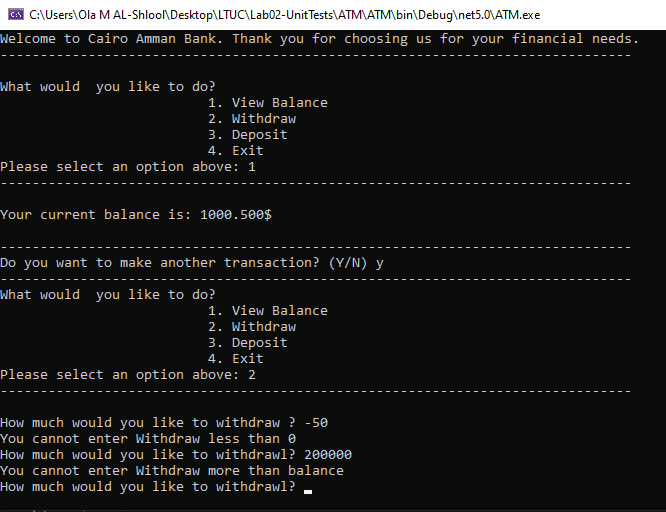 C:\Users\Ola M AL-Shlool\Desktop\LTUC\Lab02-UnitTests\ATM\ATM\bin\Debug\net5.0\ATM.exe
Welcome to Cairo Amman Bank. Thank you for choosing us for your financial needs.
-------------------------------------------------------------------------------
What would  you like to do?
1. View Balance
2. Withdraw
3. Deposit
4. Exit
Please select an option above: 1
-------------------------------------------------------------------------------
Your current balance is: 1000.500$
-------------------------------------------------------------------------------
Do you want to make another transaction? (Y/N) y
-------------------------------------------------------------------------------
What would  you like to do?
1. View Balance
2. Withdraw
3. Deposit
4. Exit
Please select an option above: 2
-------------------------------------------------------------------------------
How much would you like to withdraw ? -50
You cannot enter Withdraw less than 0
How much would you like to withdrawl? 200000
You cannot enter Withdraw more than balance
How much would you like to withdrawl?